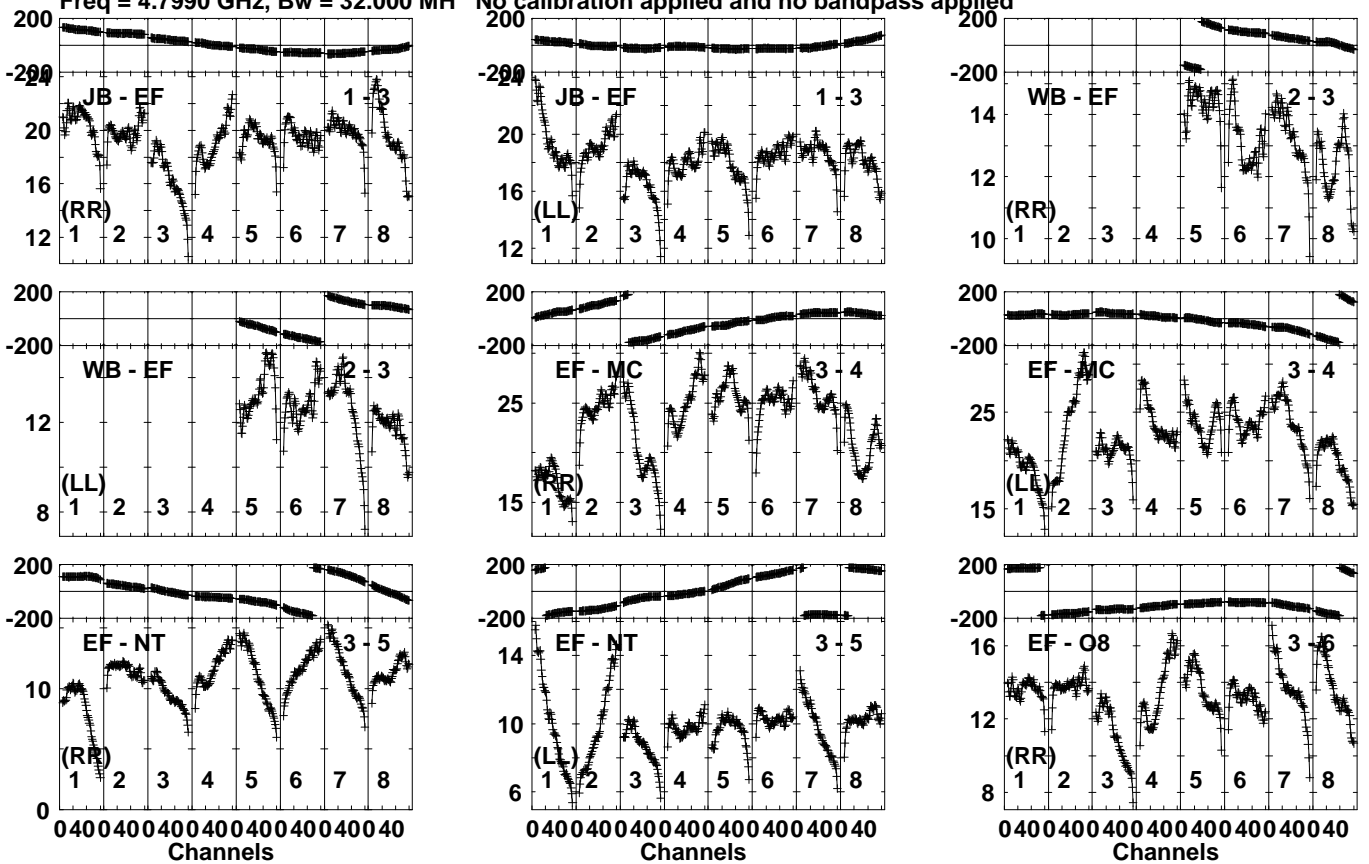 Freq = 4.7990 GHz, Bw = 32.000 MH No calibration applied and no bandpass applied
200
-200
24
20
16
12
JB - EF
1 - 3
(RR)
1 2 3 4 5 6 7 8
200
-200
24
20
16
12
JB - EF
1 - 3
(LL)
1 2 3 4 5 6 7 8
200
-200
14
12
10
WB - EF
2 - 3
(RR)
1 2 3 4 5 6 7 8
200
-200
12
8
WB - EF
2 - 3
(LL)
1 2 3 4 5 6 7 8
200
-200
25
15
EF - MC
3 - 4
(RR)
1 2 3 4 5 6 7 8
200
-200
25
15
EF - MC
3 - 4
(LL)
1 2 3 4 5 6 7 8
200
-200
10
0
EF - NT
3 - 5
(RR)
1 2 3 4 5 6 7 8
0 40 0 40 0 40 0 40 0 40 0 40 0 40 0 40
Channels
200
-200
14
10
6
EF - NT
3 - 5
(LL)
1 2 3 4 5 6 7 8
0 40 0 40 0 40 0 40 0 40 0 40 0 40 0 40
Channels
200
-200
16
12
8
EF - O8
3 - 6
(RR)
1 2 3 4 5 6 7 8
0 40 0 40 0 40 0 40 0 40 0 40 0 40 0 40
Channels